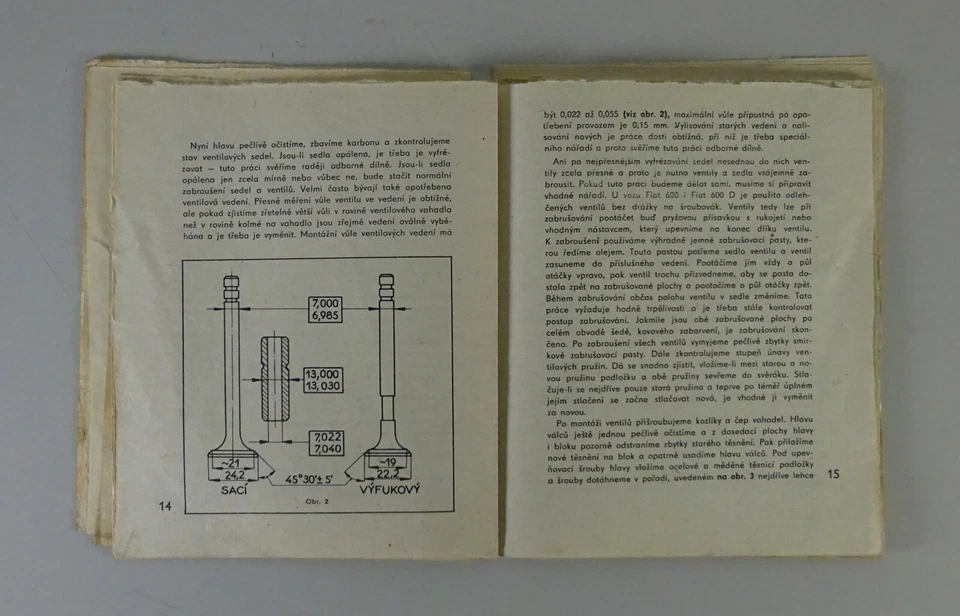 Nyní hlavu pečlivě očistíme, zbavíme karbonu a zkontrolujeme
stav ventilových sedel. Jsou-li sedla opálena, je třeba je vyfré-
zovat — tuto práci svěříme raději odborné dílně. Jsou-li sedla
opálena jen zcela mírně nebo vůbec ne, bude stačit normální
zabroušení sedel a ventilů. Velmi často bývají také opotřebena
ventilová vedení. Přesné měření vůle ventilu ve vedení je obtížné,
ale pokud zjistíme zřetelně větší vůli v rovině ventilového vahadla
než v rovině kolmé na vahadlo jsou zřejmě vedení oválně vybě-
hána a je třeba je vyměnit. Montážní vůle ventilových vedení má
7,000
6,985
13,000
13,030
7,022
7,040
~21
24,2
45°30'± 5'
~19
22,2
SACÍ
VÝFUKOVÝ
Obr. 2
14
být 0,022 až 0,055 (viz obr. 2), maximální vůle přípustná po opo-
třebení provozem je 0,15 mm. Vylisování starých vedení a nali-
sování nových je práce dosti obtížná, při níž je třeba speciál-
ního nářadí a proto svěříme tuto práci odborné dílně.
Ani po nejpřesnějším vyfrézování sedel nesednou do nich ven-
tily zcela přesně a proto je nutno ventily a sedla vzájemně za-
brousit. Pokud tuto práci budeme dělat sami, musíme si připravit
vhodné nářadí. U vozu Fiat 600 i Fiat 600 D je použito odleh-
čených ventilů bez drážky na šroubovák. Ventily tedy lze při
zabrušování pootáčet buď pryžovou přísavkou s rukojetí nebo
vhodným nástavcem, který upevníme na konec dříku ventilu.
K zabroušení používáme výhradně jemné zabrušovací pasty, kte-
rou ředíme olejem. Touto pastou potřeme sedlo ventilu a ventil
zasuneme do příslušného vedení. Pootáčíme jím vždy o půl
otáčky vpravo, pak ventil trochu přizvedneme, aby se pasta do-
stala zpět na zabrušované plochy a pootočíme o půl otáčky zpět.
Během zabrušování občas polohu ventilu v sedle změníme. Tato
práce vyžaduje hodně trpělivosti a je třeba stále kontrolovat
postup zabrušování. Jakmile jsou obě zabrušované plochy po
celém obvodě šedé, kovového zabarvení, je zabrušování skon-
čeno. Po zabroušení všech ventilů vymyjeme pečlivě zbytky smir-
kové zabrušovací pasty. Dále zkontrolujeme stupeň únavy ven-
tilových pružin. Dá se snadno zjistit, vložíme-li mezi starou a no-
vou pružinu podložku a obě pružiny sevřeme do svěráku. Stla-
čuje-li se nejdříve pouze stará pružina a teprve po téměř úplném
jejím stlačení se začne stlačovat nová, je vhodné ji vyměnit
za novou.
Po montáži ventilů přišroubujeme kozlíky a čep vahadel. Hlavu
válců ještě jednou pečlivě očistíme a z dosedací plochy hlavy
i bloku pozorně odstraníme zbytky starého těsnění. Pak přiložíme
nové těsnění na blok a opatrně usadíme hlavu válců. Pod upev-
ňovací šrouby hlavy vložíme ocelové a měděné těsnicí podložky
a šrouby dotáhneme v pořadí, uvedeném na obr. 3 nejdříve lehce
15